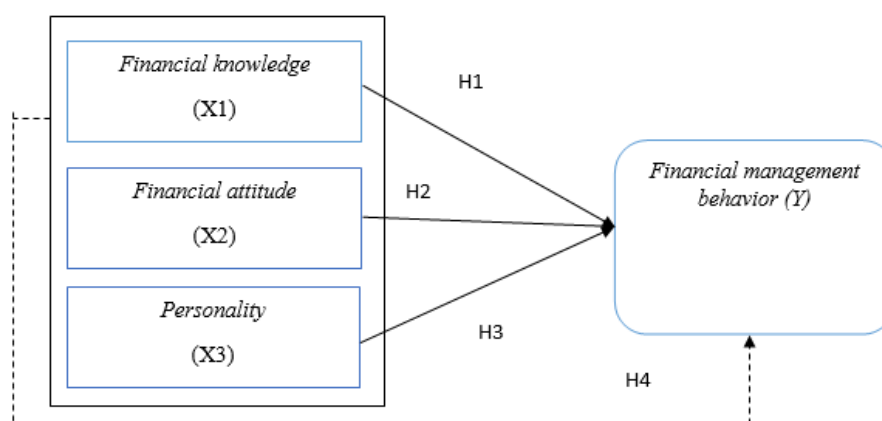 Financial knowledge
(X1)
H1
Financial attitude
(X2)
H2
Financial management
behavior (Y)
Personality
(X3)
H3
H4